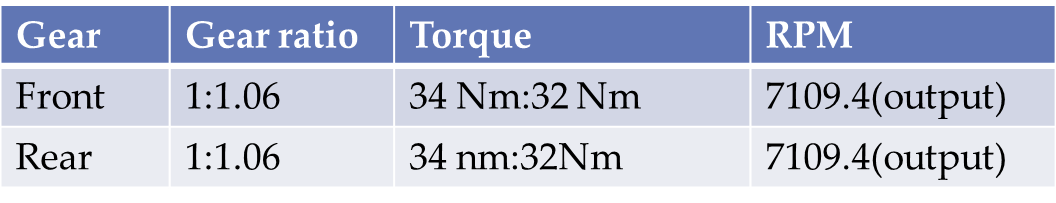 Gear Gear ratio Torque RPM
Front 1:1.06 34 Nm:32 Nm 7109.4(output)
Rear 1:1.06 34 nm:32Nm 7109.4(output)